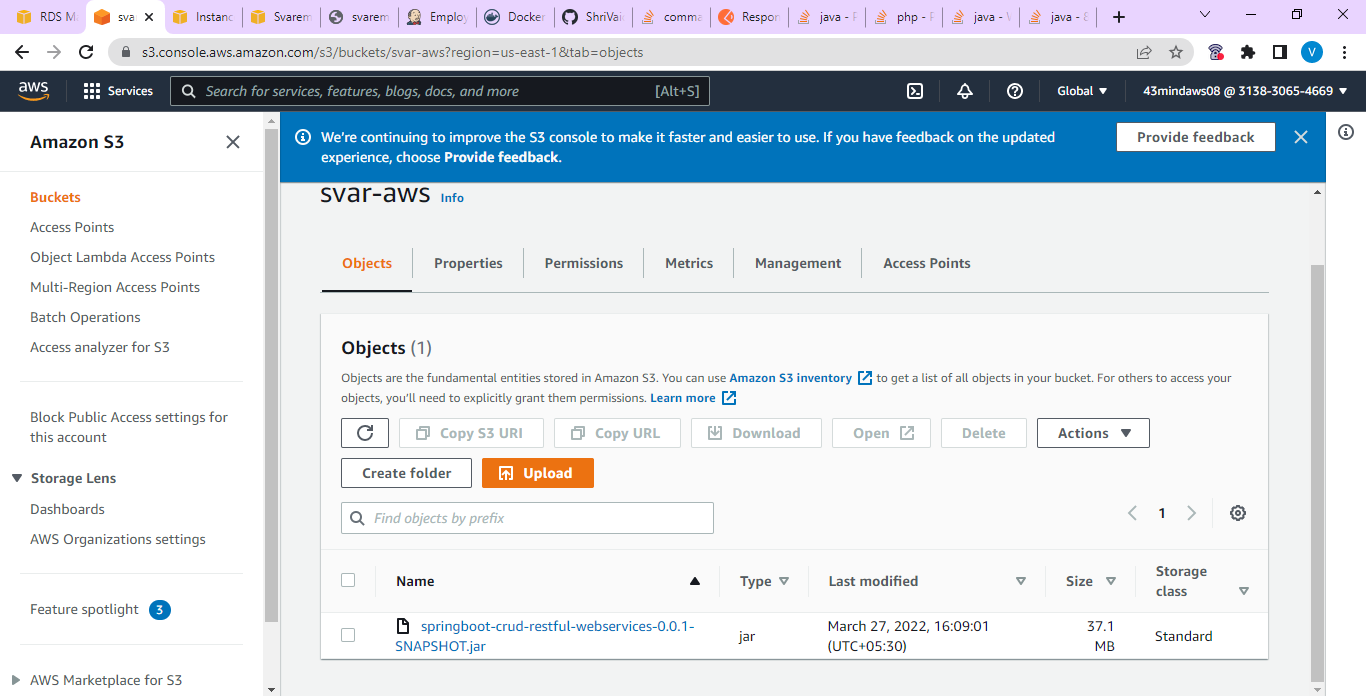 RDS M
sva
Instanc
Svarem
svarem
Employ
Docker
ShriVai
comma
Respon
java - F
php - F
java - V
java - E
s3.console.aws.amazon.com/s3/buckets/svar-aws?region=us-east-1&tab=objects
V
aws
Services
Search for services, features, blogs, docs, and more
[Alt+S]
Global
43mindaws08 @ 3138-3065-4669
Amazon S3
Buckets
Access Points
Object Lambda Access Points
Multi-Region Access Points
Batch Operations
Access analyzer for S3
Block Public Access settings for
this account
Storage Lens
Dashboards
AWS Organizations settings
Feature spotlight 3
AWS Marketplace for S3
We're continuing to improve the S3 console to make it faster and easier to use. If you have feedback on the updated
experience, choose Provide feedback.
Provide feedback
svar-aws Info
Objects
Properties
Permissions
Metrics
Management
Access Points
Objects (1)
Objects are the fundamental entities stored in Amazon S3. You can use Amazon S3 inventory to get a list of all objects in your bucket. For others to access your
objects, you'll need to explicitly grant them permissions. Learn more
Copy S3 URI
Copy URL
Download
Open
Delete
Actions
Create folder
Upload
Find objects by prefix
1
Name
Type
Last modified
Size
Storage
class
springboot-crud-restful-webservices-0.0.1-
SNAPSHOT.jar
jar
March 27, 2022, 16:09:01
(UTC+05:30)
37.1
MB
Standard